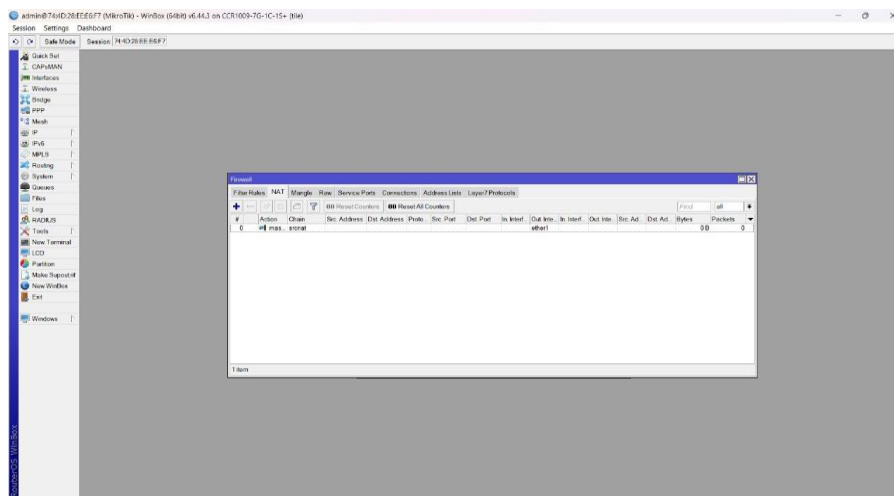 admin@74:4D:28:EE:E6:F7 (MikroTik) - WinBox (64bit) v6.44.3 on CCR1009-7G-1C-1S+ (tile)
Session Settings Dashboard
Safe Mode Session: 74:4D:28:EE:E6:F7
Quick Set
CAPsMAN
Interfaces
Wireless
Bridge
PPP
Mesh
IP
IPv6
MPLS
Routing
System
Queues
Files
Log
RADIUS
Tools
New Terminal
LCD
Partition
Make Supout.rif
New WinBox
Exit
Windows
RouterOS WinBox
Firewall
Filter Rules NAT Mangle Raw Service Ports Connections Address Lists Layer7 Protocols
00 Reset Counters 00 Reset All Counters Find all
# Action Chain Src. Address Dst. Address Proto... Src. Port Dst. Port In. Interf... Out. Inte... In. Interf... Out. Inte... Src. Ad... Dst. Ad... Bytes Packets
0 mas... srcnat ether1 0 B 0
1 item